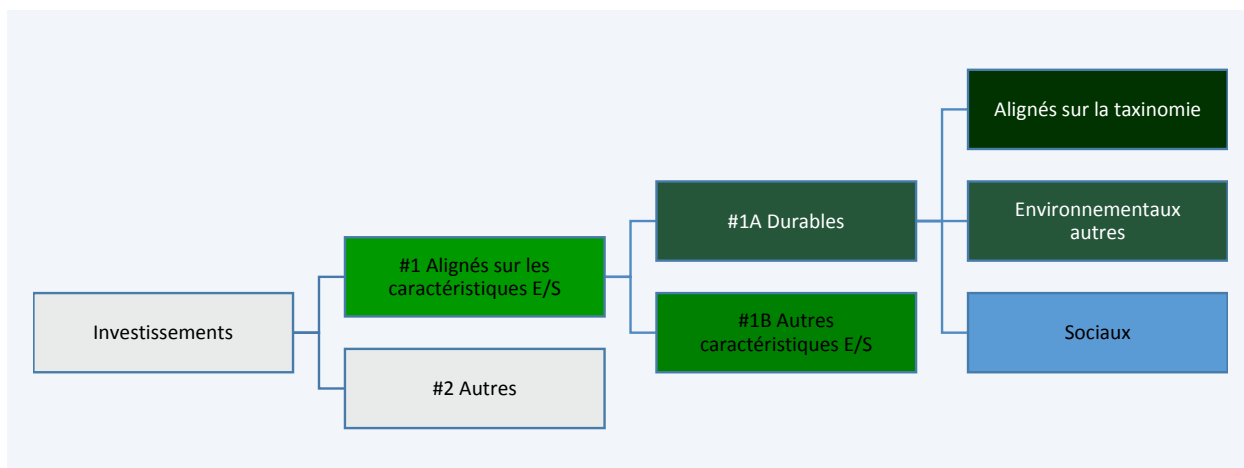 Alignés sur la taxinomie
#1A Durables
Environnementaux
autres
#1 Alignés sur les
caractéristiques E/S
Investissements
#1B Autres
caractéristiques E/S
Sociaux
#2 Autres